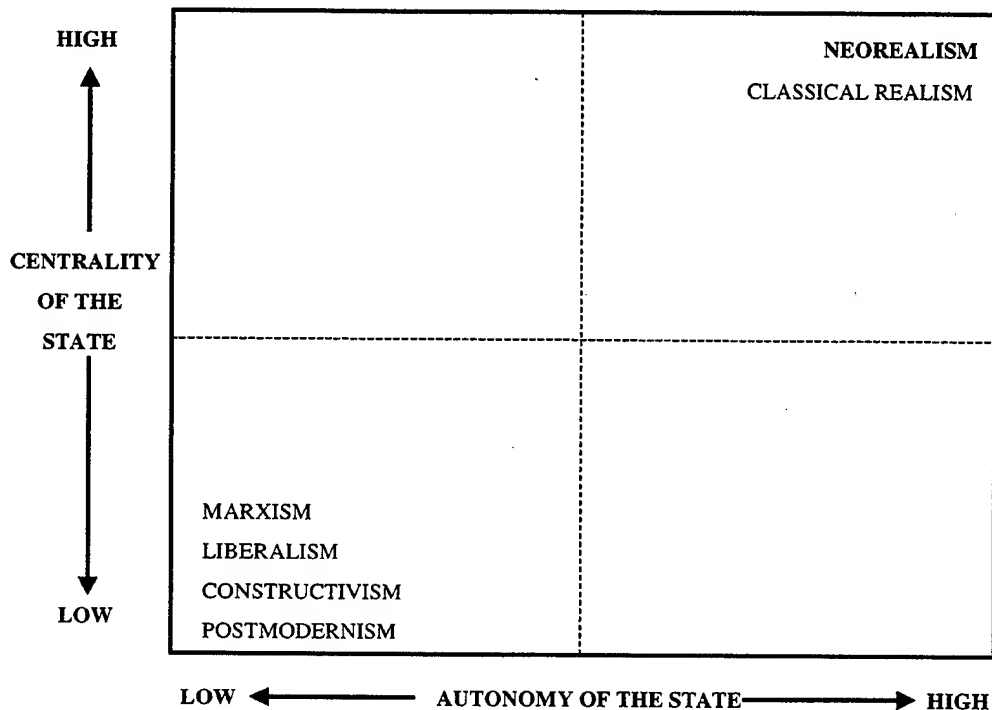 HIGH
NEOREALISM
CLASSICAL REALISM
CENTRALITY
OF THE
STATE
MARXISM
LIBERALISM
CONSTRUCTIVISM
POSTMODERNISM
LOW
LOW AUTONOMY OF THE STATE HIGH